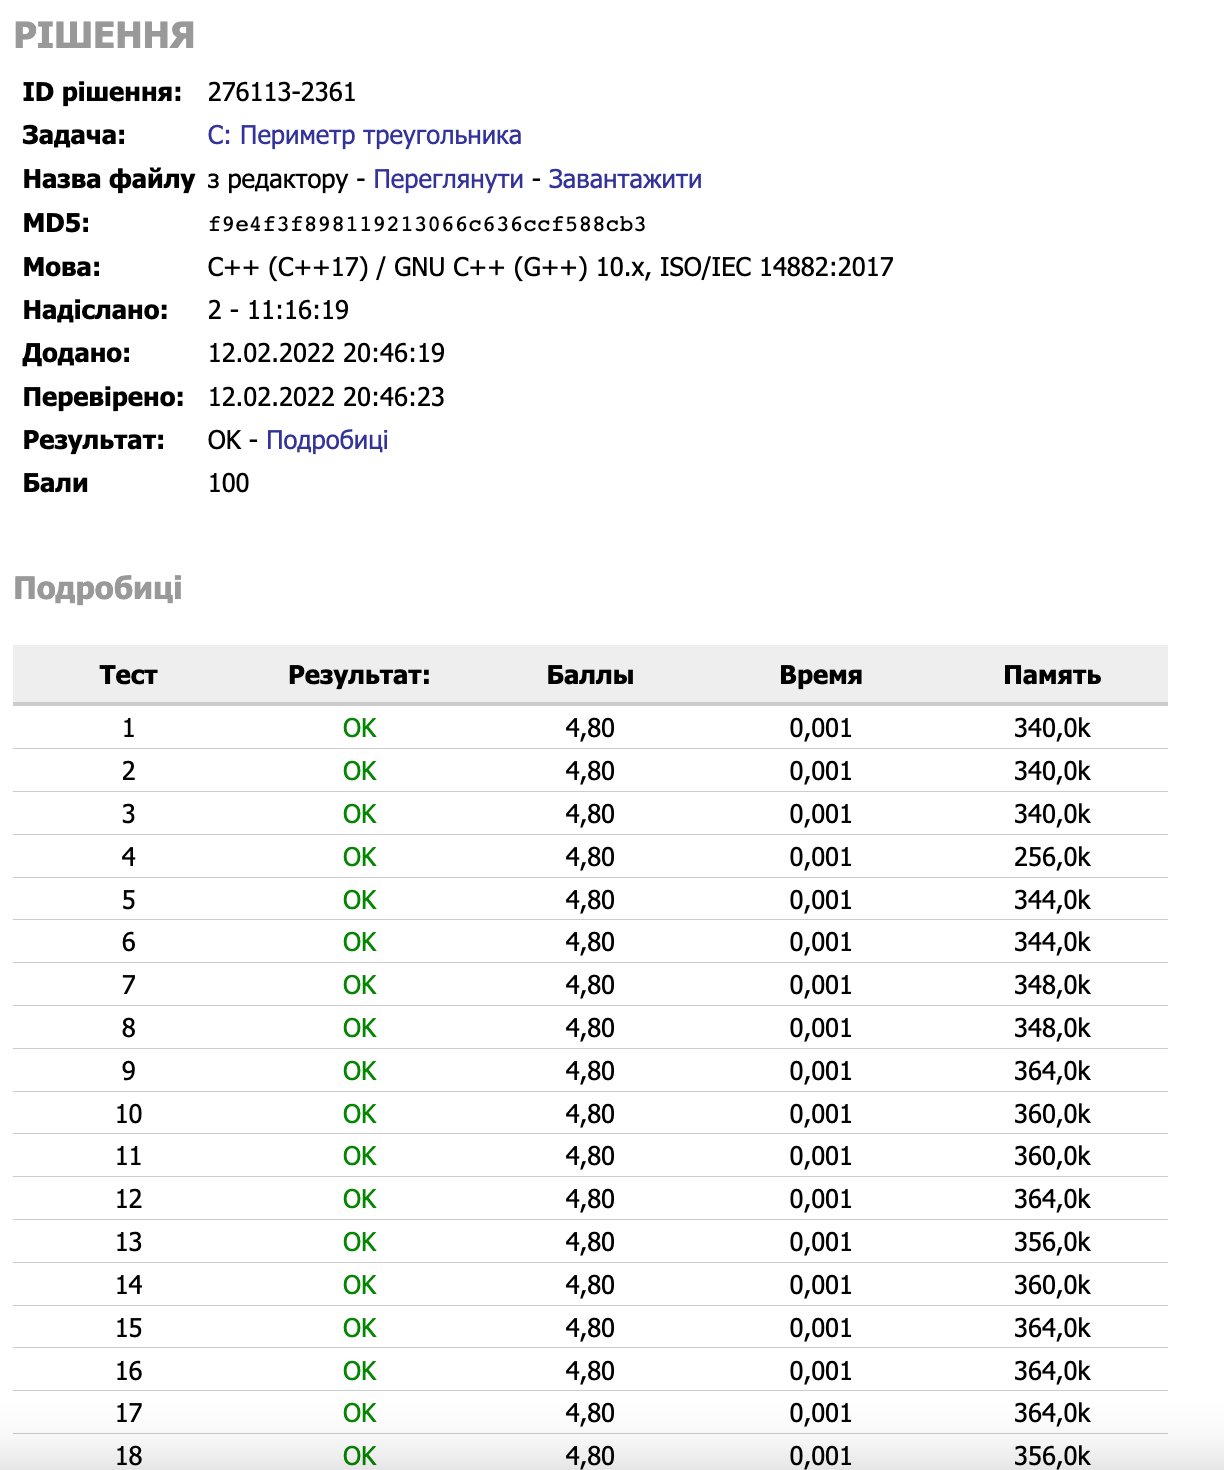 РІШЕННЯ
ID рішення: 276113-2361
Задача: C: Периметр треугольника
Назва файлу з редактору - Переглянути - Завантажити
MD5: f9e4f3f898119213066c636ccf588cb3
Мова: C++ (C++17) / GNU C++ (G++) 10.x, ISO/IEC 14882:2017
Надіслано: 2 - 11:16:19
Додано: 12.02.2022 20:46:19
Перевірено: 12.02.2022 20:46:23
Результат: OK - Подробиці
Бали 100
Подробиці
Тест Результат: Баллы Время Память
1 OK 4,80 0,001 340,0k
2 OK 4,80 0,001 340,0k
3 OK 4,80 0,001 340,0k
4 OK 4,80 0,001 256,0k
5 OK 4,80 0,001 344,0k
6 OK 4,80 0,001 344,0k
7 OK 4,80 0,001 348,0k
8 OK 4,80 0,001 348,0k
9 OK 4,80 0,001 364,0k
10 OK 4,80 0,001 360,0k
11 OK 4,80 0,001 360,0k
12 OK 4,80 0,001 364,0k
13 OK 4,80 0,001 356,0k
14 OK 4,80 0,001 360,0k
15 OK 4,80 0,001 364,0k
16 OK 4,80 0,001 364,0k
17 OK 4,80 0,001 364,0k
18 OK 4,80 0,001 356,0k